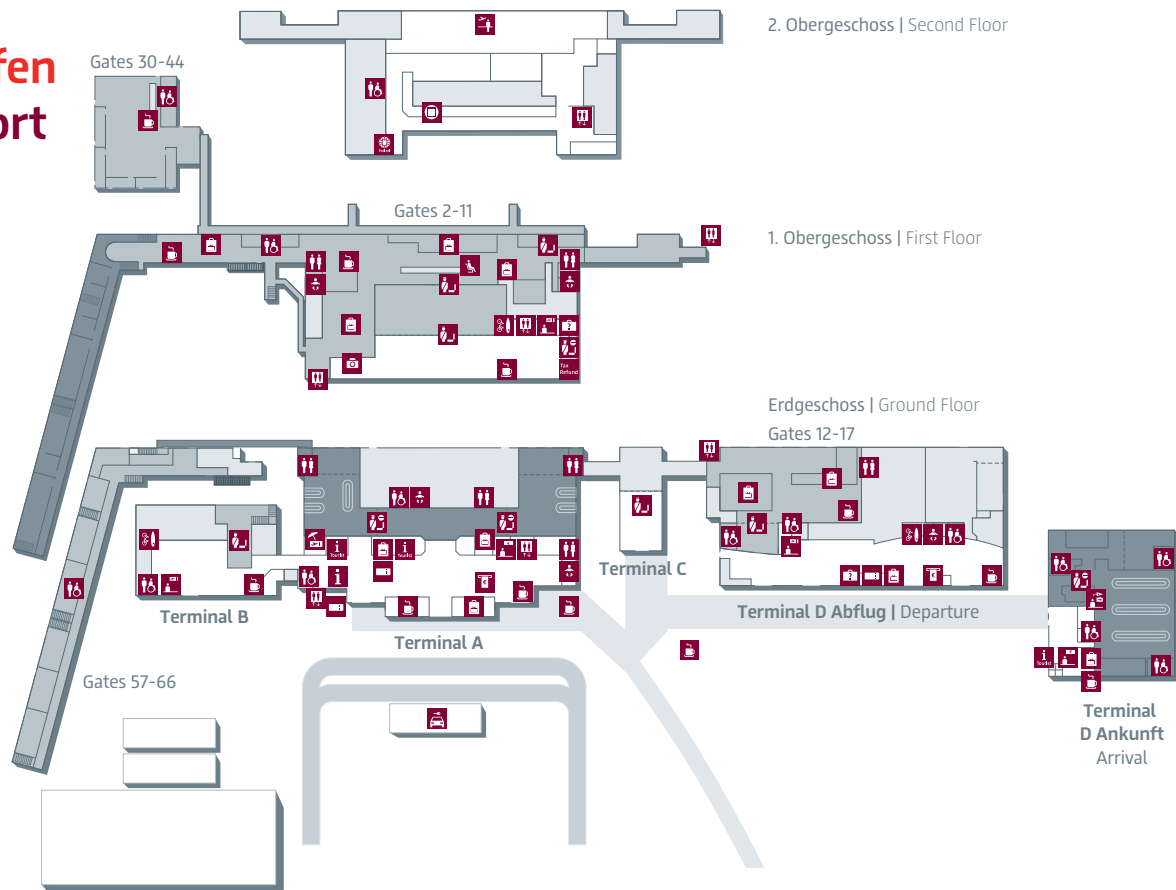 fen
ort
2. Obergeschoss | Second Floor
Gates 30-44
Gates 2-11
1. Obergeschoss | First Floor
Tax
Refund
Erdgeschoss | Ground Floor
Gates 12-17
Tourist
Tourist
Terminal C
Terminal B
Terminal A
Terminal D Abflug | Departure
Tourist
Gates 57-66
Terminal
D Ankunft
Arrival